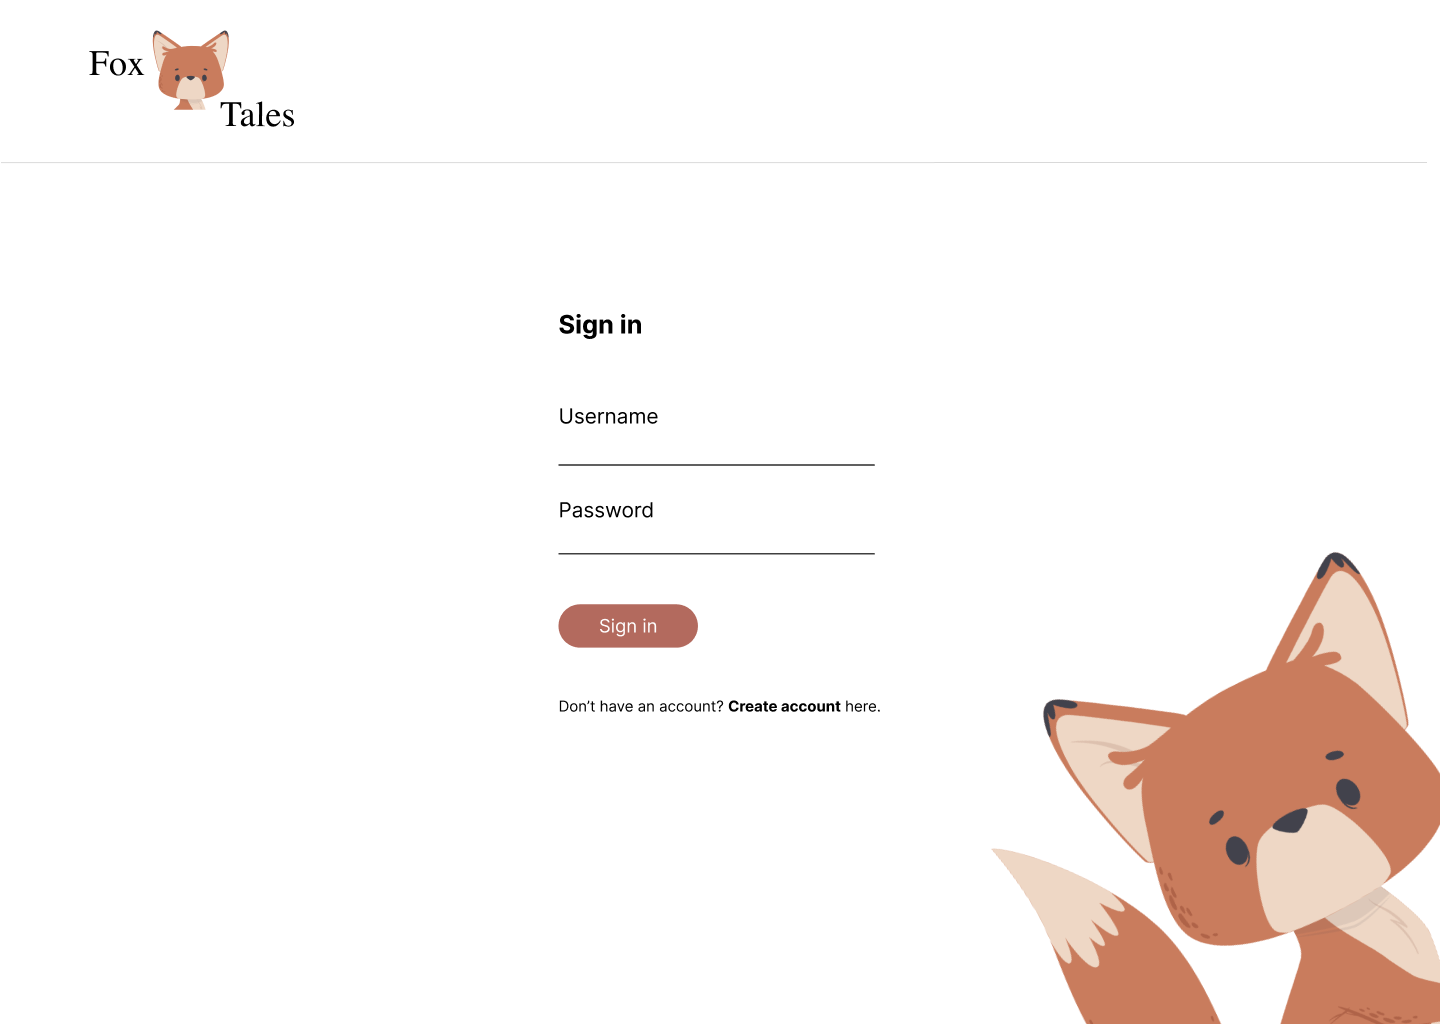 Fox
Tales
Sign in
Username
Password
Sign in
Don’t have an account? Create account here.